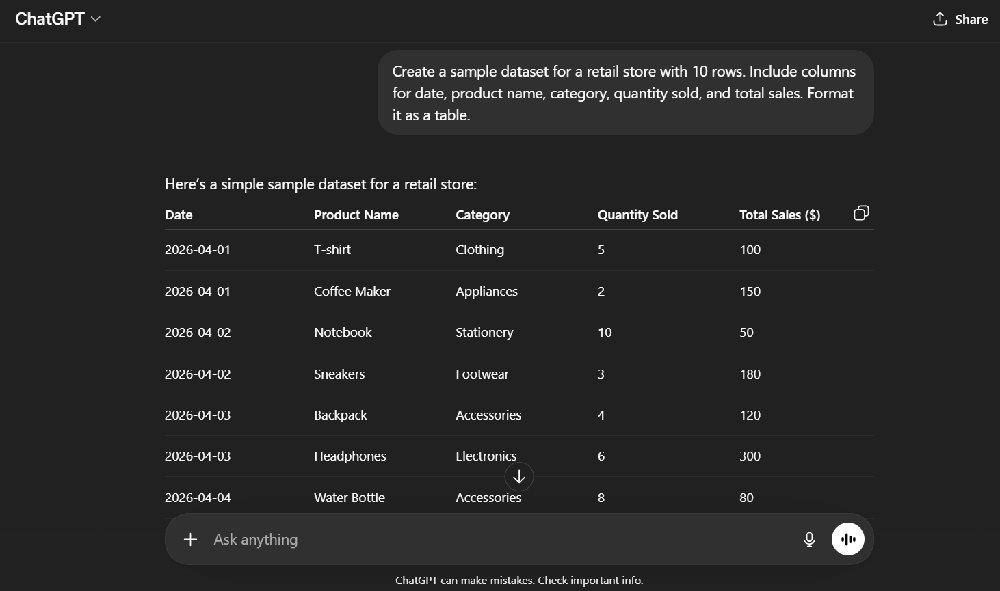 ChatGPT
Share
Create a sample dataset for a retail store with 10 rows. Include columns
for date, product name, category, quantity sold, and total sales. Format
it as a table.
Here’s a simple sample dataset for a retail store:
Date Product Name Category Quantity Sold Total Sales ($)
2026-04-01 T-shirt Clothing 5 100
2026-04-01 Coffee Maker Appliances 2 150
2026-04-02 Notebook Stationery 10 50
2026-04-02 Sneakers Footwear 3 180
2026-04-03 Backpack Accessories 4 120
2026-04-03 Headphones Electronics 6 300
2026-04-04 Water Bottle Accessories 8 80
Ask anything
ChatGPT can make mistakes. Check important info.